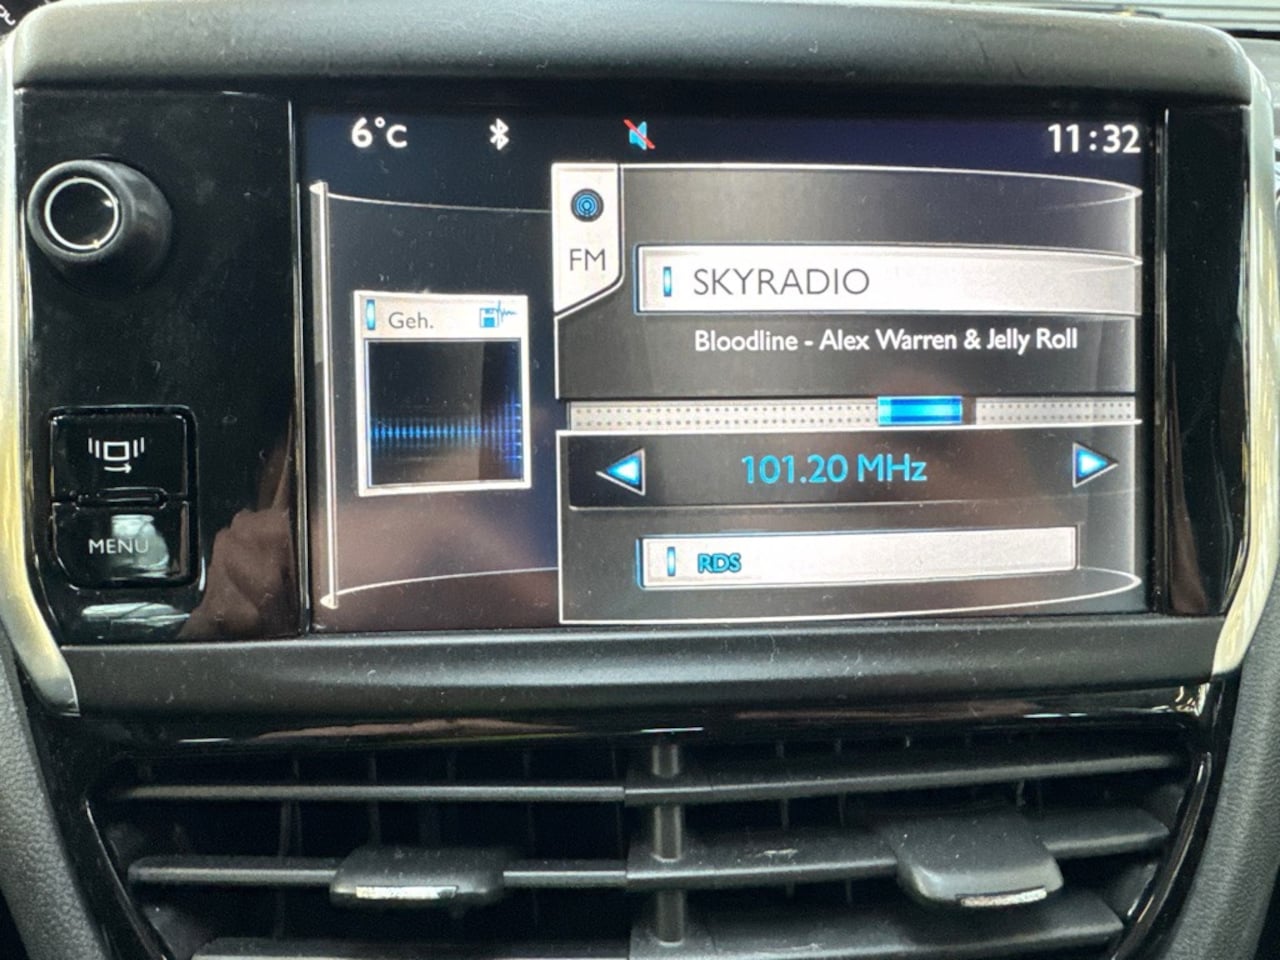 6°C
11:32
FM
SKYRADIO
Geh.
Bloodline - Alex Warren & Jelly Roll
101.20 MHz
MENU
RDS